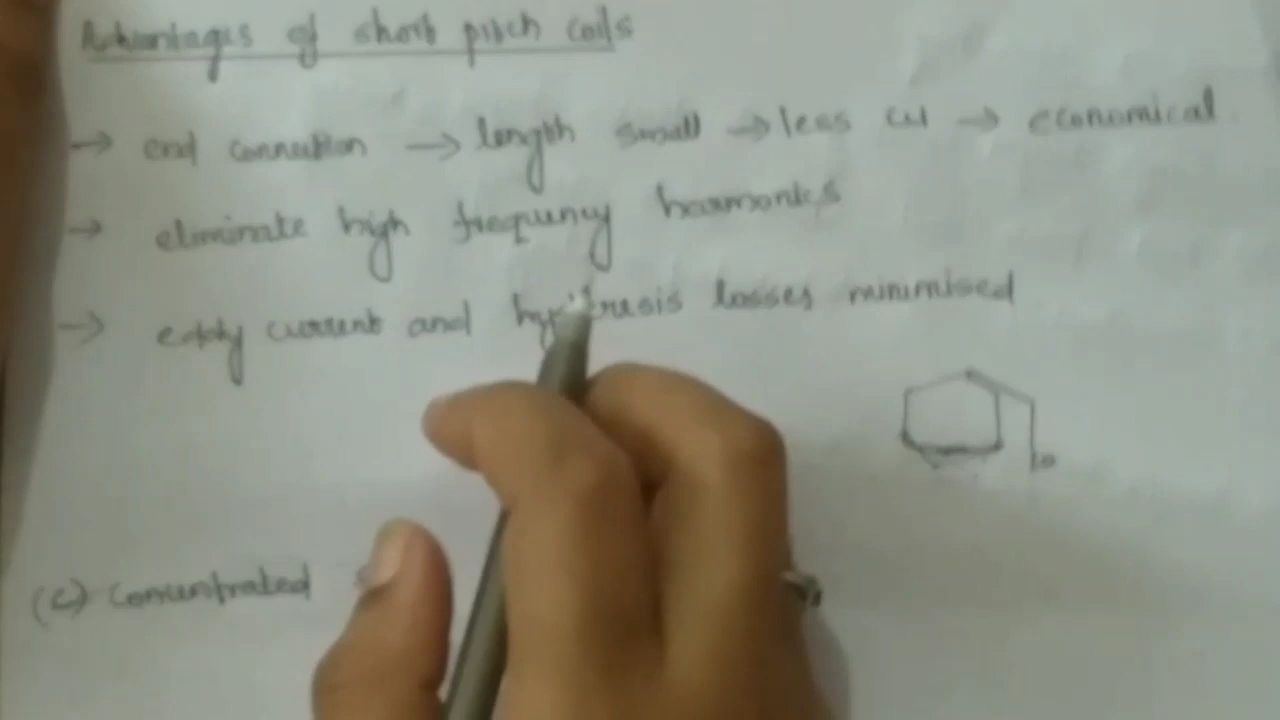 Advantages of short pitch coils
→ end connection → length small → less cu → economical
→ eliminate high frequency harmonics
→ eddy current and hysteresis losses minimised
(c) Concentrated